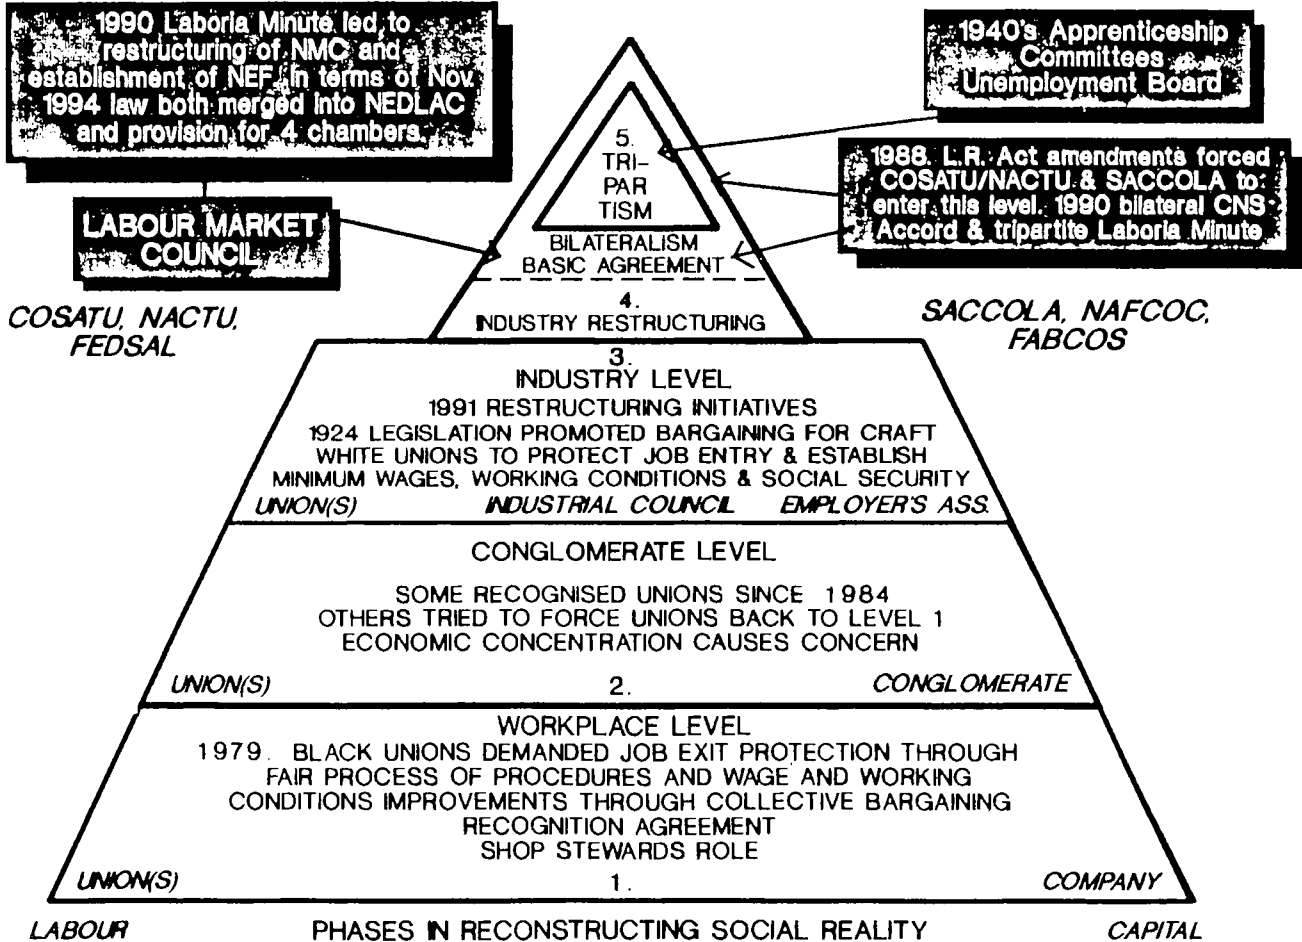 1990 Laboria Minute led to
restructuring of NMC and
establishment of NEF. In terms of Nov.
1994 law both merged into NEDLAC
and provision for 4 chambers.
1940's Apprenticeship
Committees
Unemployment Board
1988. L.R. Act amendments forced
COSATU/NACTU & SACCOLA to
enter this level. 1990 bilateral CNS
Accord & tripartite Laboria Minute
LABOUR MARKET
COUNCIL
COSATU, NACTU,
FEDSAL
SACCOLA, NAFCOC,
FABCOS
5.
TRI-
PAR
TISM
BILATERALISM
BASIC AGREEMENT
4.
INDUSTRY RESTRUCTURING
3.
INDUSTRY LEVEL
1991 RESTRUCTURING INITIATIVES
1924 LEGISLATION PROMOTED BARGAINING FOR CRAFT
WHITE UNIONS TO PROTECT JOB ENTRY & ESTABLISH
MINIMUM WAGES, WORKING CONDITIONS & SOCIAL SECURITY
UNION(S) INDUSTRIAL COUNCIL EMPLOYER'S ASS.
CONGLOMERATE LEVEL
SOME RECOGNISED UNIONS SINCE 1984
OTHERS TRIED TO FORCE UNIONS BACK TO LEVEL 1
ECONOMIC CONCENTRATION CAUSES CONCERN
UNION(S) 2. CONGLOMERATE
WORKPLACE LEVEL
1979. BLACK UNIONS DEMANDED JOB EXIT PROTECTION THROUGH
FAIR PROCESS OF PROCEDURES AND WAGE AND WORKING
CONDITIONS IMPROVEMENTS THROUGH COLLECTIVE BARGAINING
RECOGNITION AGREEMENT
SHOP STEWARDS ROLE
UNION(S) 1. COMPANY
LABOUR PHASES IN RECONSTRUCTING SOCIAL REALITY CAPITAL